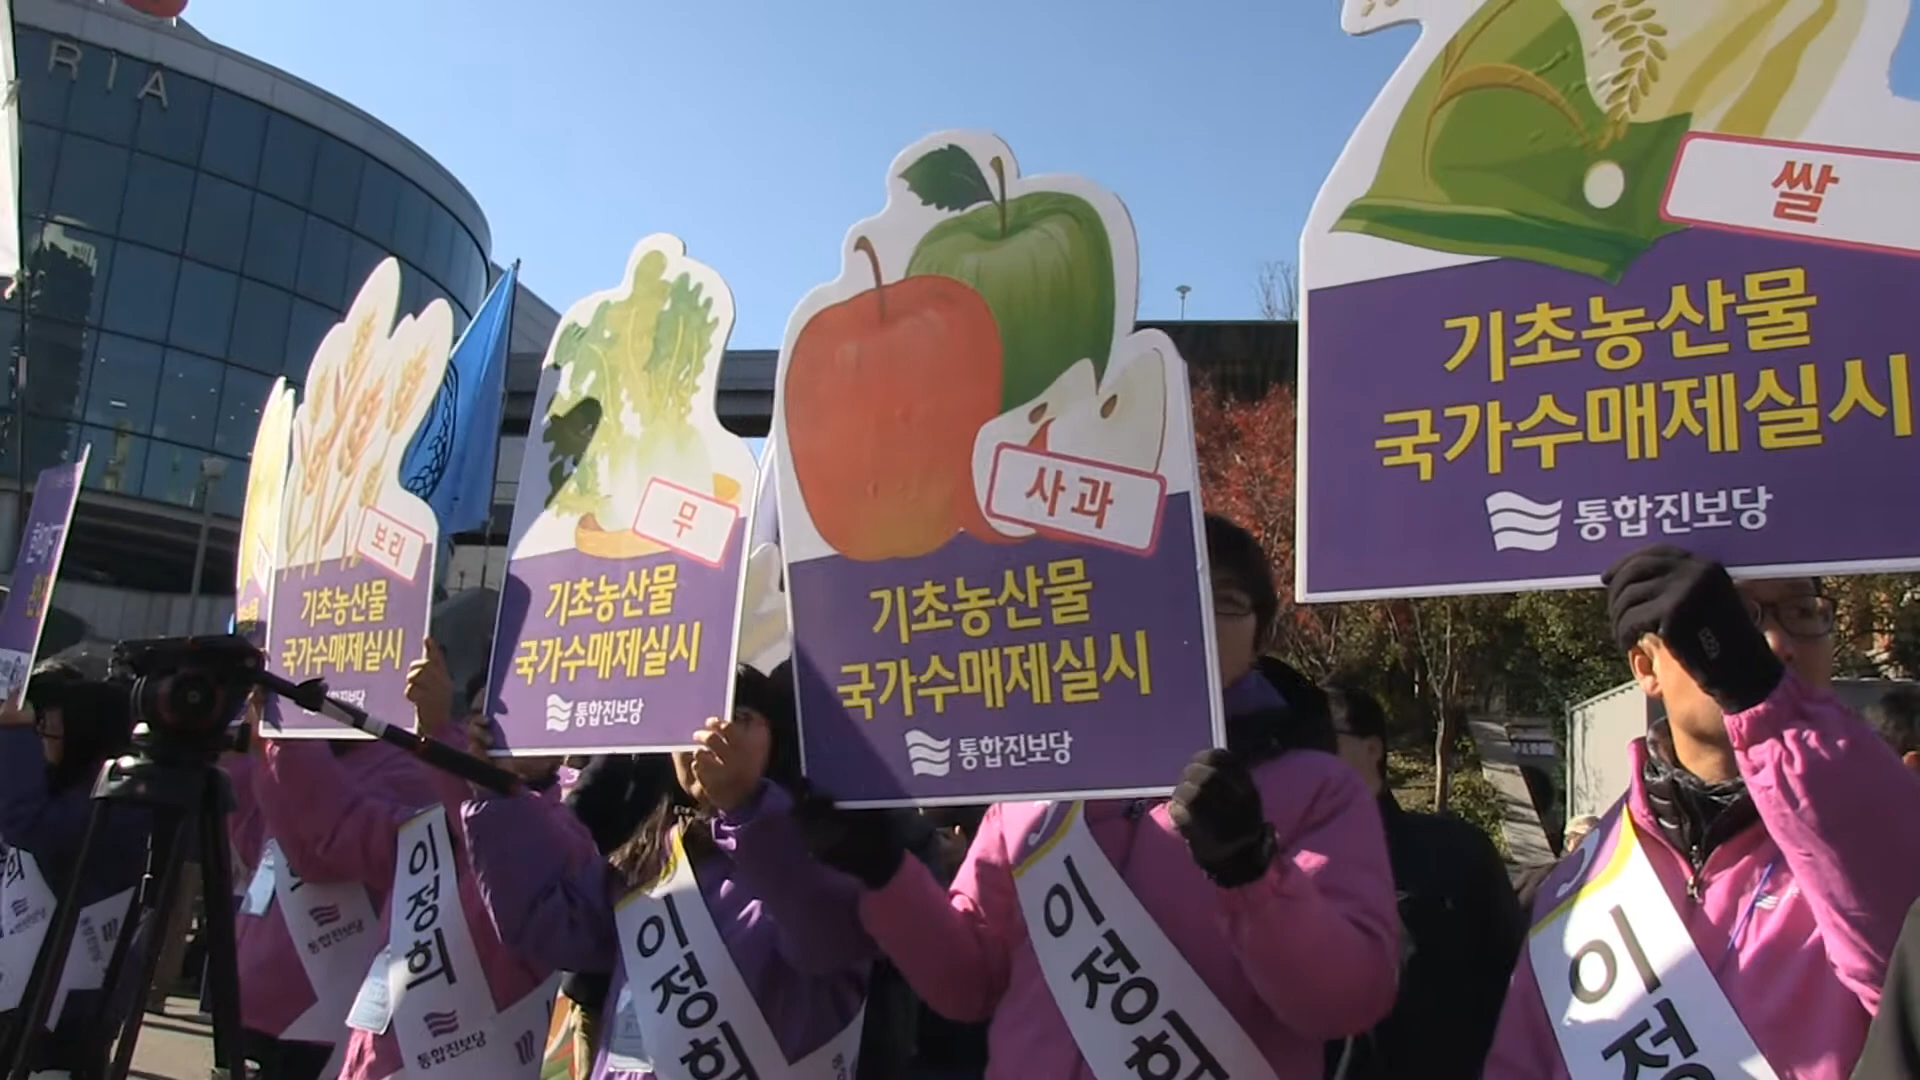 RIA
보리
기초농산물
국가수매제실시
무
기초농산물
국가수매제실시
통합진보당
사과
기초농산물
국가수매제실시
통합진보당
쌀
기초농산물
국가수매제실시
통합진보당
희
통합진보당
이정희
통합진보당
이정희
이정희
이정